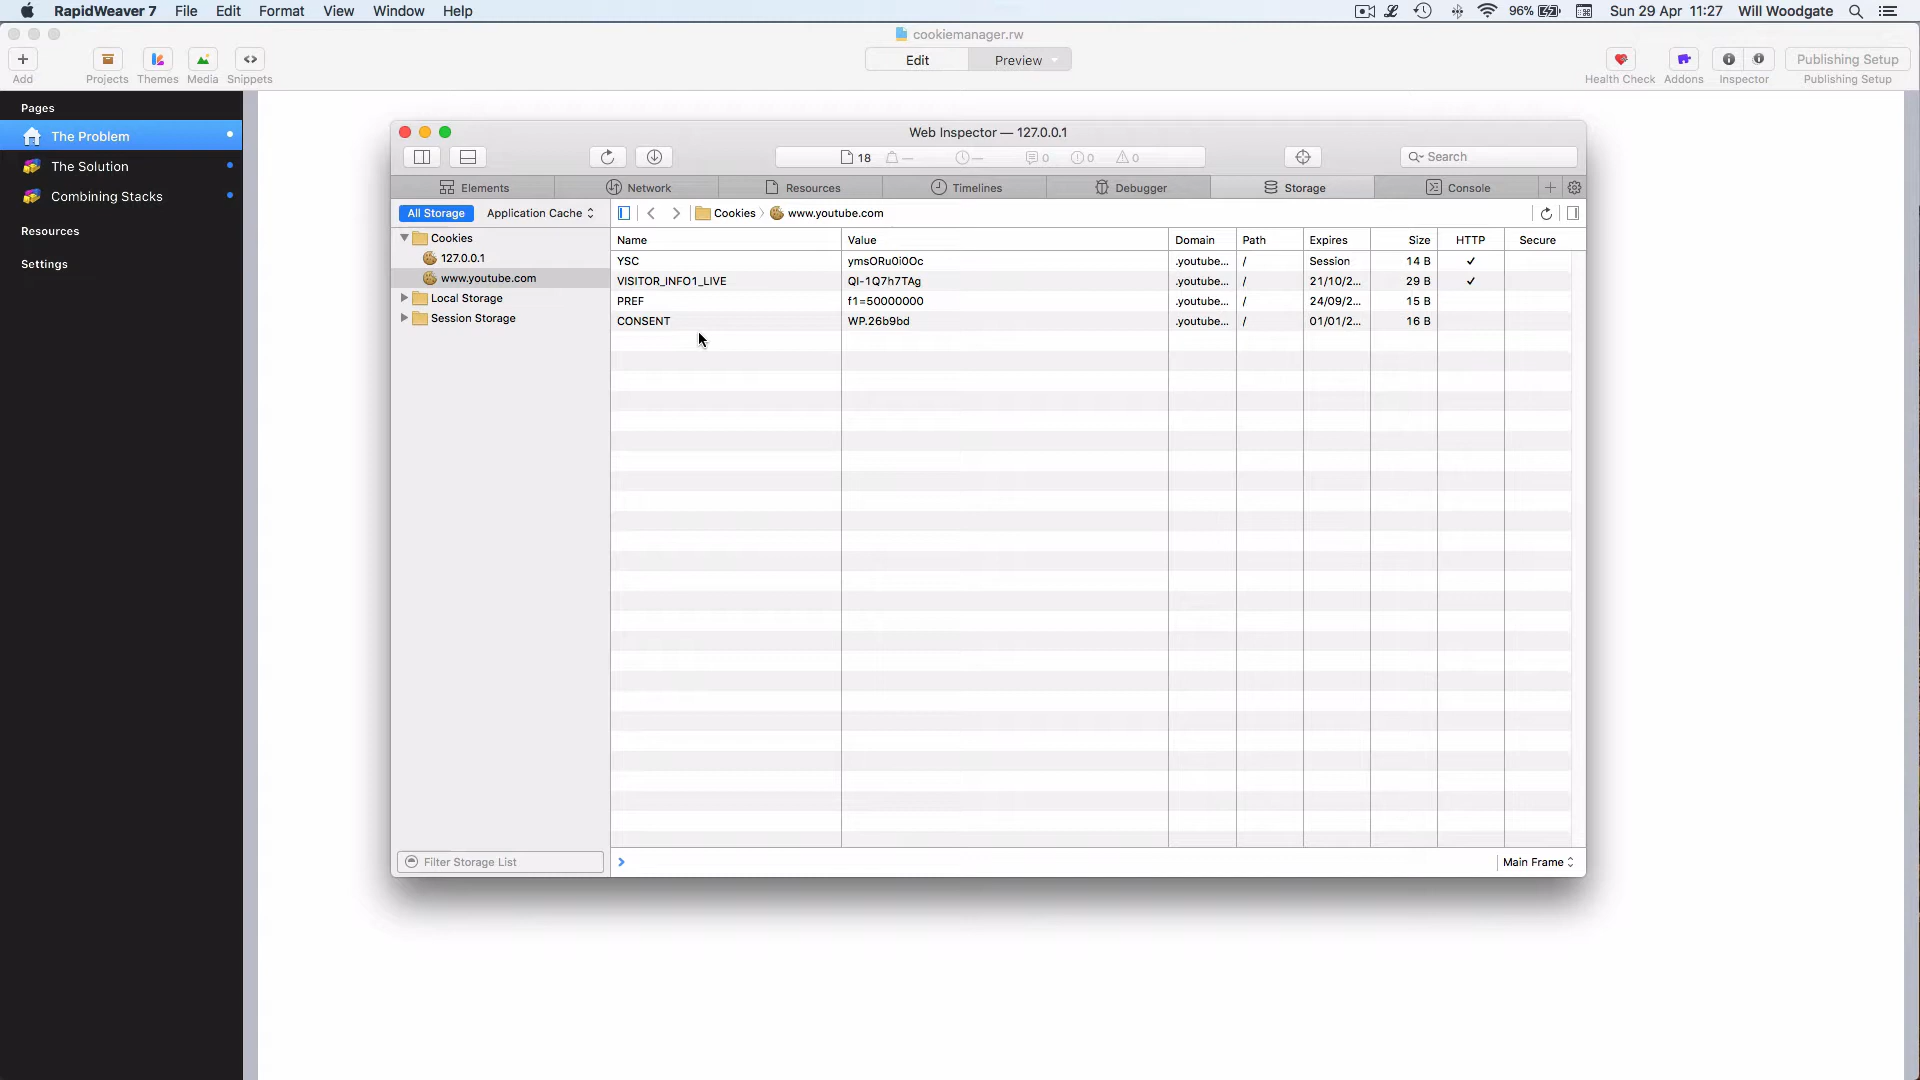 RapidWeaver 7 File Edit Format View Window Help 96% Sun 29 Apr 11:27 Will Woodgate
cookiemanager.rw
Edit Preview Publishing Setup
Add Projects Themes Media Snippets Health Check Addons Inspector Publishing Setup
Pages
The Problem
The Solution
Combining Stacks
Resources
Settings
Web Inspector — 127.0.0.1
18 — — 0 0 0 Search
Elements Network Resources Timelines Debugger Storage Console
All Storage Application Cache Cookies www.youtube.com
Cookies
127.0.0.1
www.youtube.com
Local Storage
Session Storage
Name Value Domain Path Expires Size HTTP Secure
YSC ymsORu0i0Oc .youtube... / Session 14 B ✓
VISITOR_INFO1_LIVE QI-1Q7h7TAg .youtube... / 21/10/2... 29 B ✓
PREF f1=50000000 .youtube... / 24/09/2... 15 B
CONSENT WP.26b9bd .youtube... / 01/01/2... 16 B
Filter Storage List Main Frame